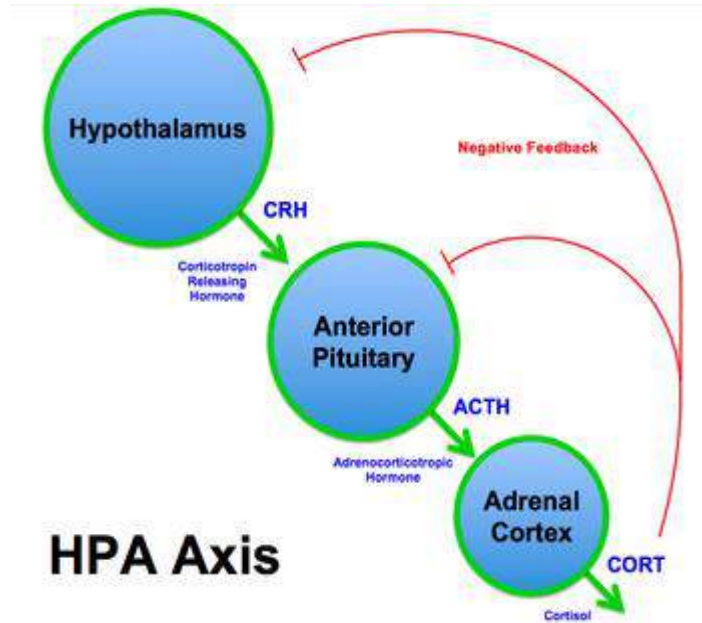 Hypothalamus
Negative Feedback
CRH
Corticotropin
Releasing
Hormone
Anterior
Pituitary
ACTH
Adrenocorticotropic
Hormone
Adrenal
Cortex
HPA Axis
CORT
Cortisol